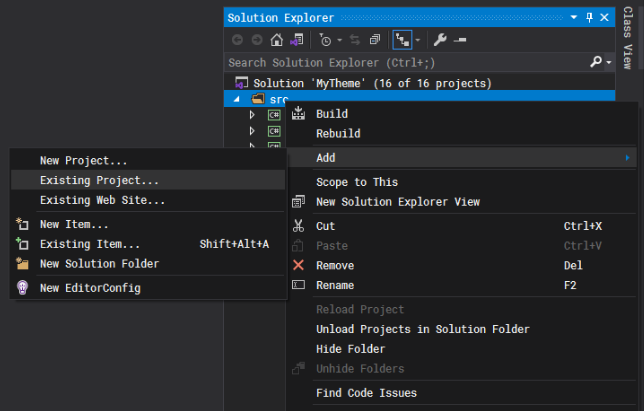 Solution Explorer
Class View
Search Solution Explorer (Ctrl+;)
Solution 'MyTheme' (16 of 16 projects)
src
C#
C#
C#
Build
Rebuild
Add
Scope to This
New Solution Explorer View
Cut Ctrl+X
Paste Ctrl+V
Remove Del
Rename F2
Reload Project
Unload Projects in Solution Folder
Hide Folder
Unhide Folders
Find Code Issues
New Project...
Existing Project...
Existing Web Site...
New Item...
Existing Item... Shift+Alt+A
New Solution Folder
New EditorConfig